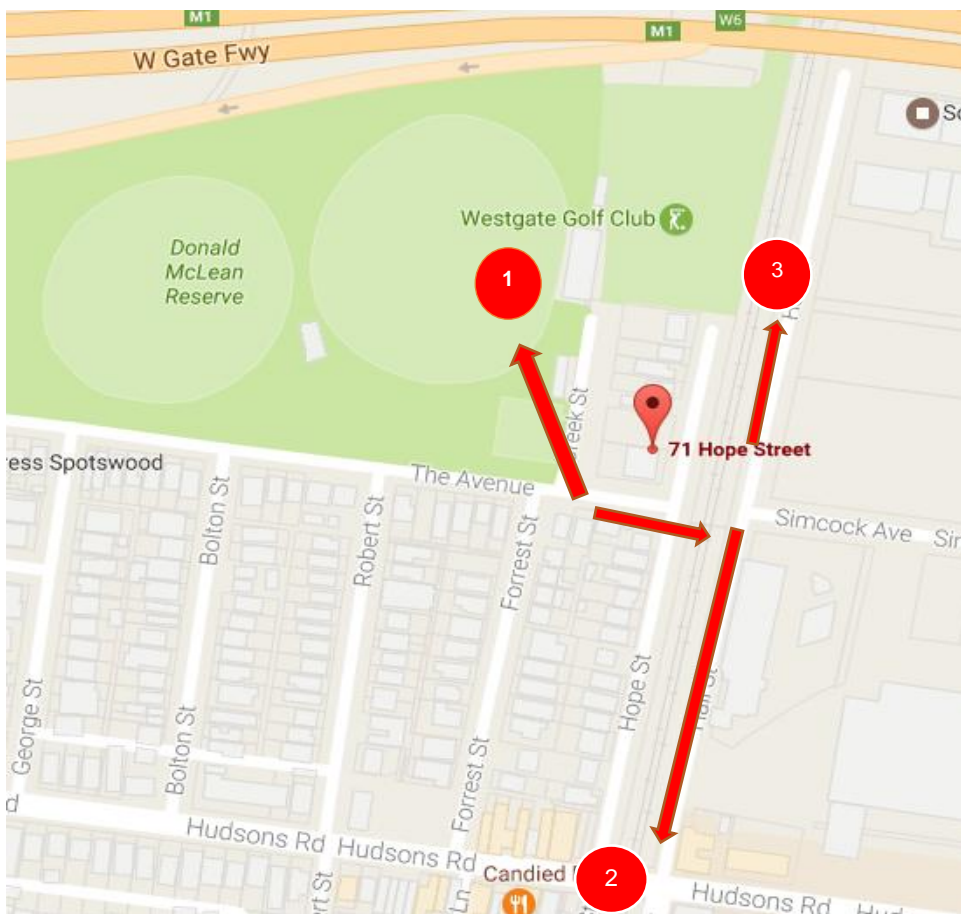 M1
W6
M1
W Gate Fwy
Westgate Golf Club
Donald
McLean
Reserve
3
1
71 Hope Street
The Avenue
Simcock Ave
Bolton St
Robert St
Forrest St
Hope St
George St
Bolton St
Forrest St
Hudsons Rd
Hudsons Rd
Candied
2
Hudsons Rd
Ln